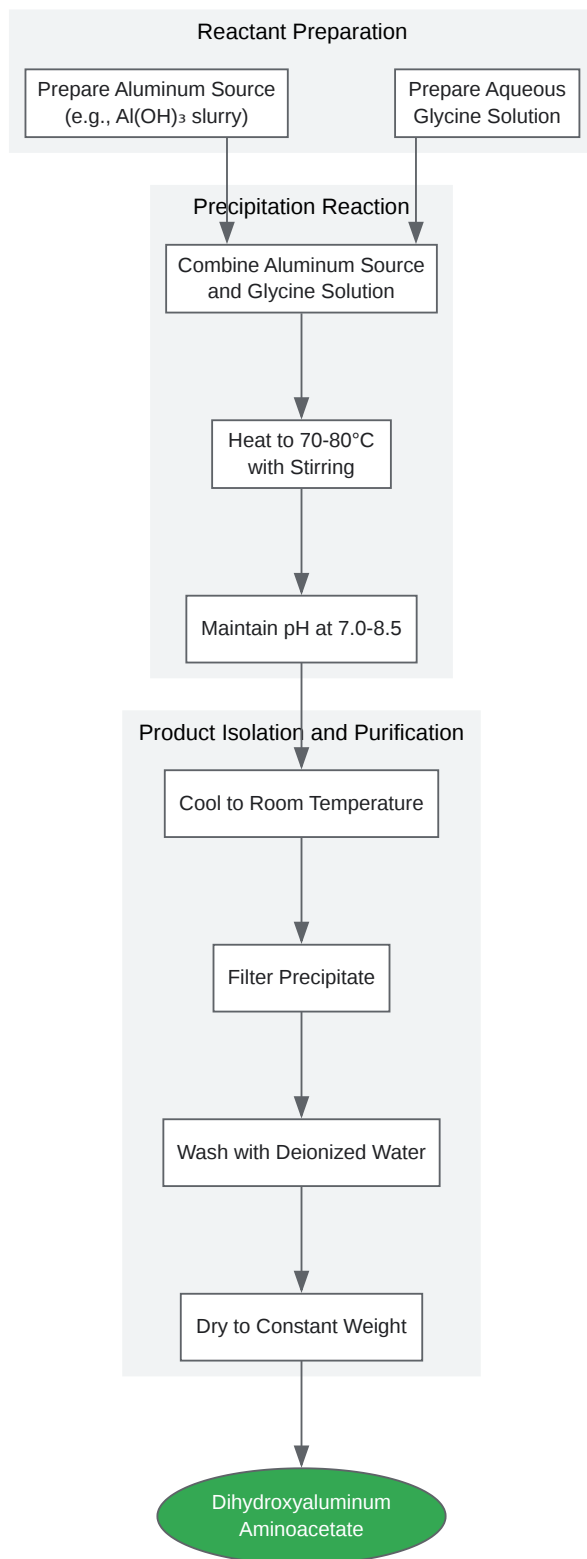 Reactant Preparation
Prepare Aluminum Source
(e.g., Al(OH)₃ slurry)
Prepare Aqueous
Glycine Solution
Precipitation Reaction
Combine Aluminum Source
and Glycine Solution
Heat to 70-80°C
with Stirring
Maintain pH at 7.0-8.5
Product Isolation and Purification
Cool to Room Temperature
Filter Precipitate
Wash with Deionized Water
Dry to Constant Weight
Dihydroxyaluminum
Aminoacetate